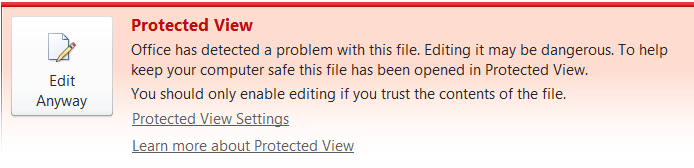 Protected View
Office has detected a problem with this file. Editing it may be dangerous. To help
keep your computer safe this file has been opened in Protected View.
You should only enable editing if you trust the contents of the file.
Protected View Settings
Learn more about Protected View
Edit
Anyway